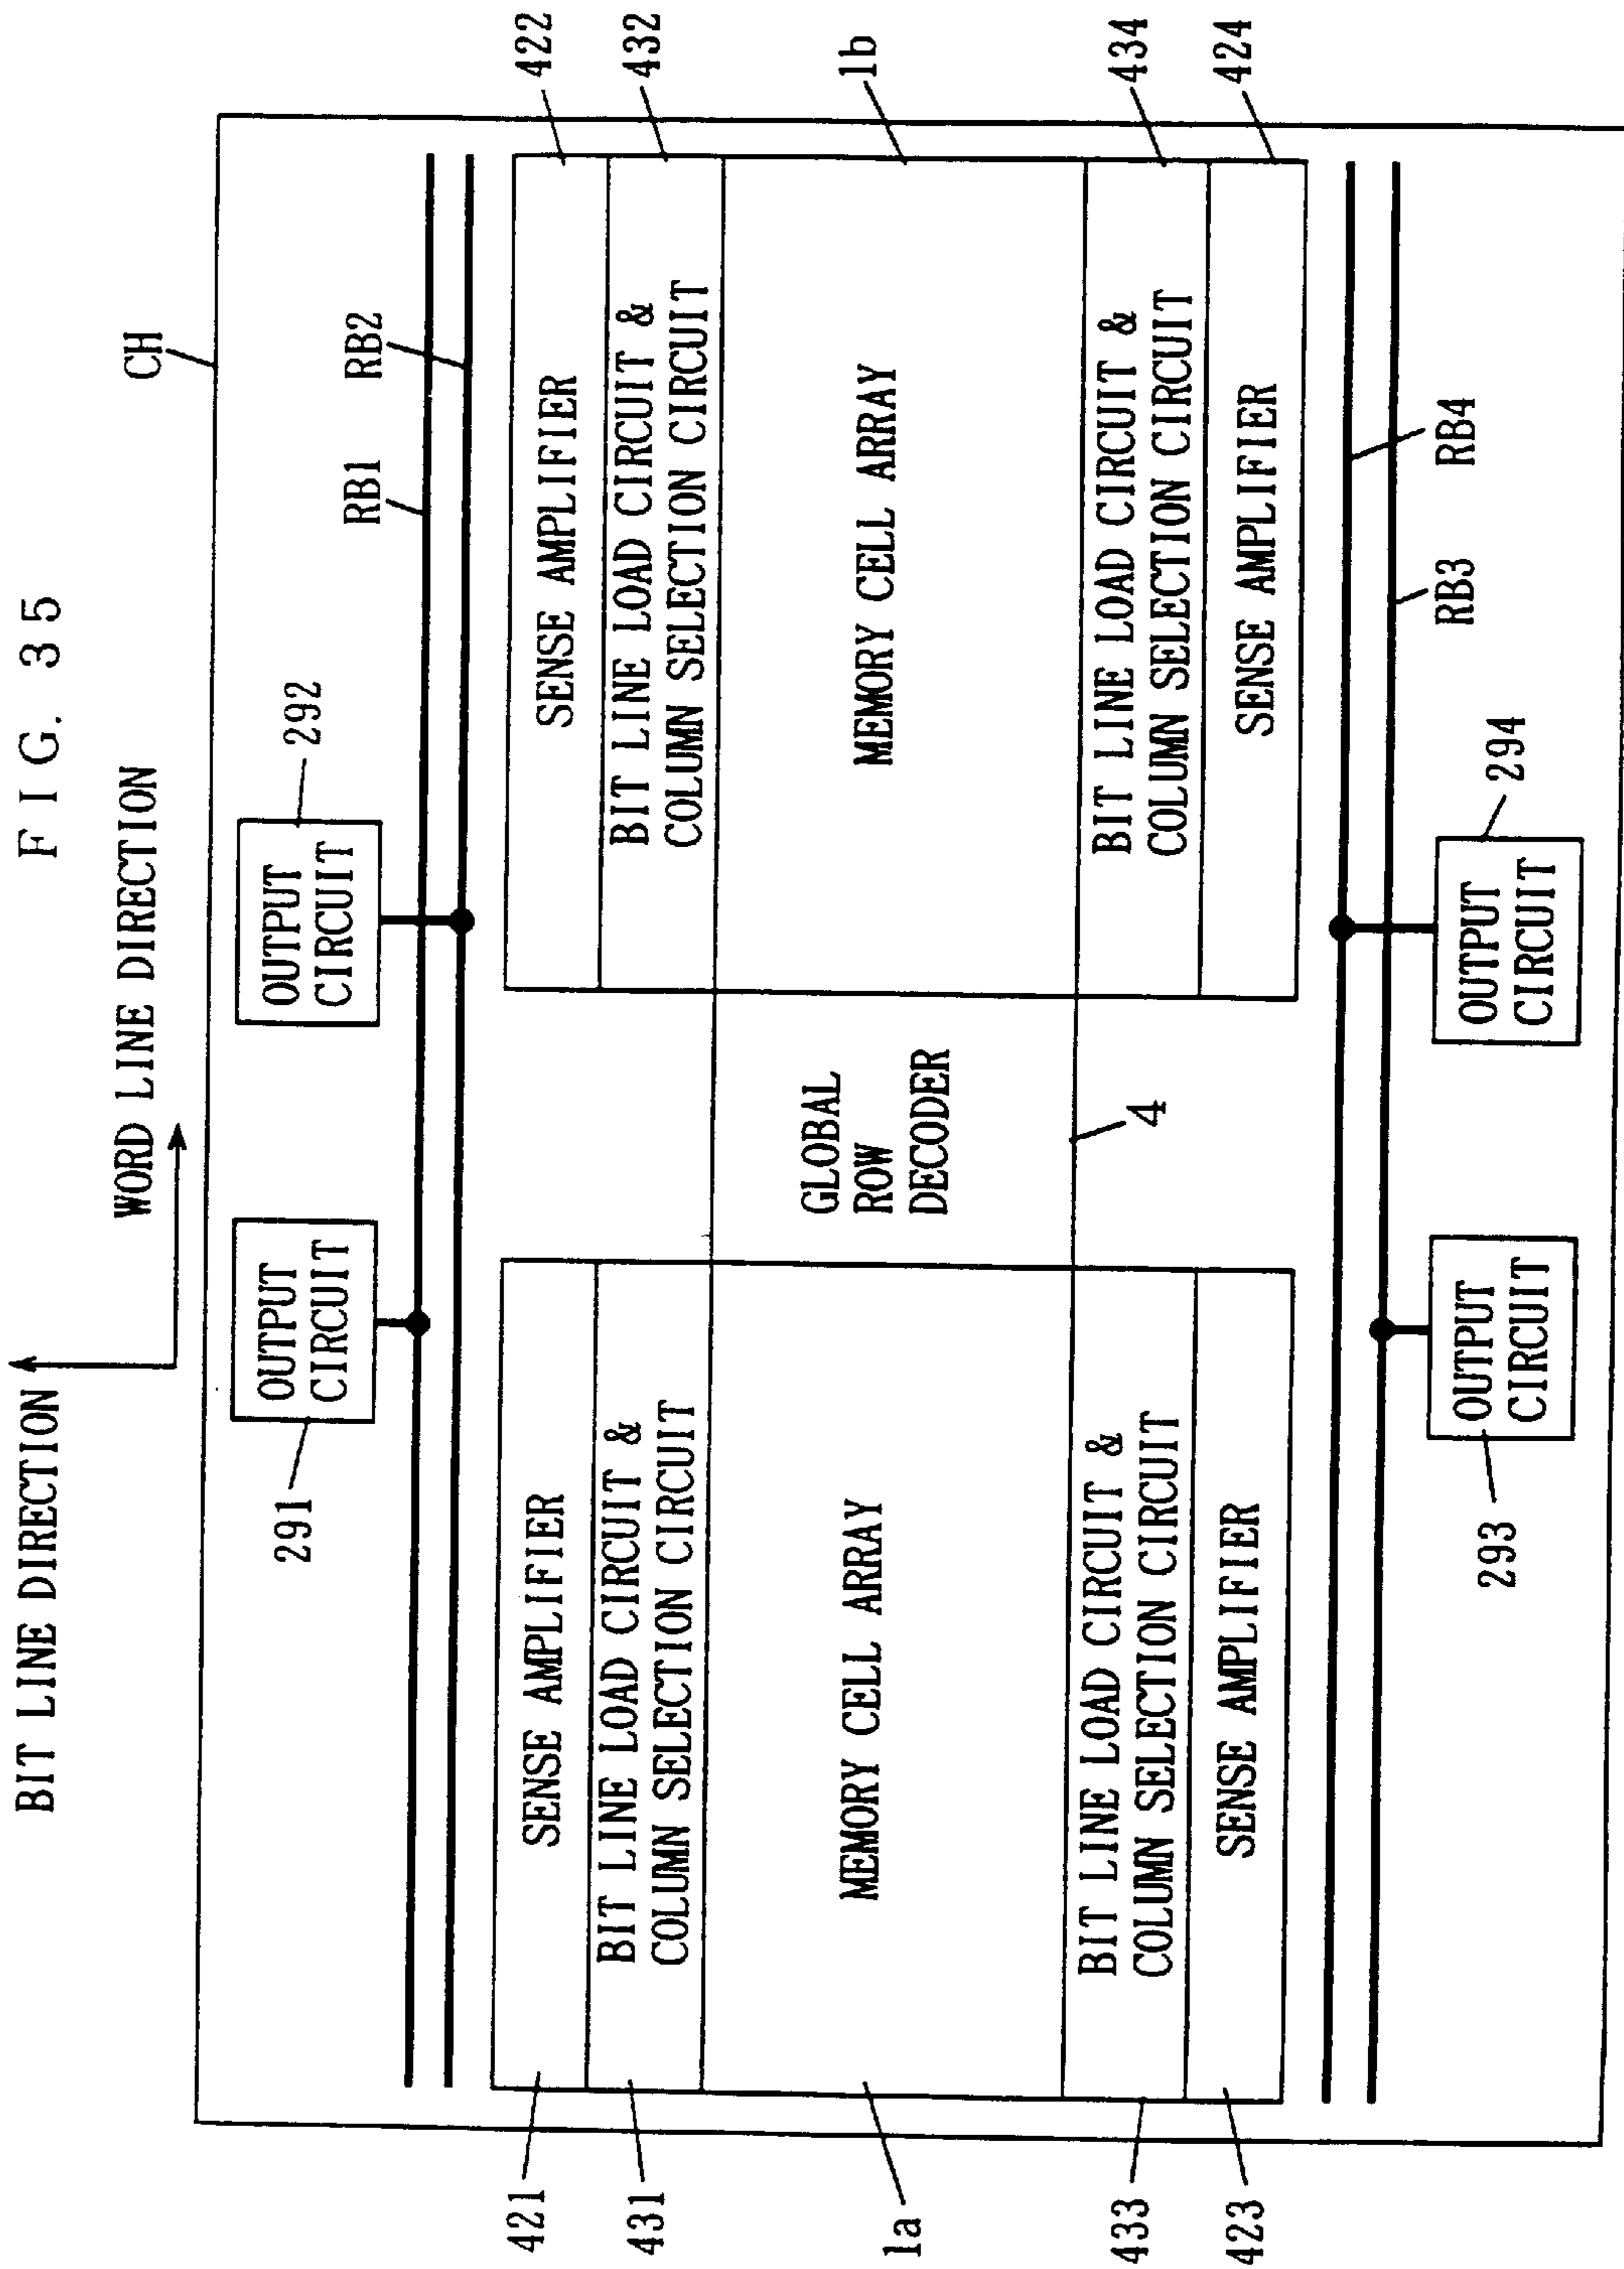 F I G. 35
BIT LINE DIRECTION
WORD LINE DIRECTION
CH
291
OUTPUT
CIRCUIT
OUTPUT
CIRCUIT
292
RB1
RB2
421
SENSE AMPLIFIER
SENSE AMPLIFIER
422
431
BIT LINE LOAD CIRCUIT &
COLUMN SELECTION CIRCUIT
BIT LINE LOAD CIRCUIT &
COLUMN SELECTION CIRCUIT
432
1a
MEMORY CELL ARRAY
GLOBAL
ROW
DECODER
4
MEMORY CELL ARRAY
1b
433
BIT LINE LOAD CIRCUIT &
COLUMN SELECTION CIRCUIT
BIT LINE LOAD CIRCUIT &
COLUMN SELECTION CIRCUIT
434
423
SENSE AMPLIFIER
SENSE AMPLIFIER
424
RB3
RB4
293
OUTPUT
CIRCUIT
OUTPUT
CIRCUIT
294